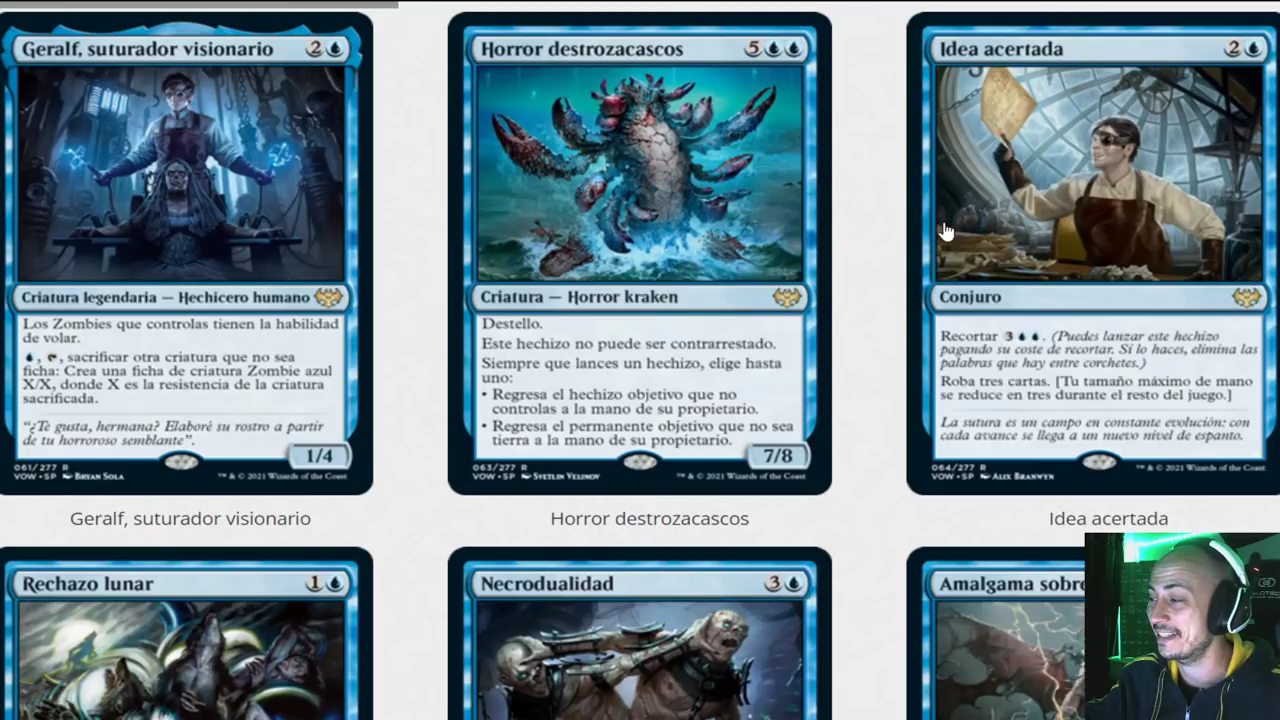 Geralf, suturador visionario 2
Criatura legendaria — Hechicero humano
Los Zombies que controlas tienen la habilidad
de volar.
, , sacrificar otra criatura que no sea
ficha: Crea una ficha de criatura Zombie azul
X/X, donde X es la resistencia de la criatura
sacrificada.
“¿Te gusta, hermana? Elaboré su rostro a partir
de tu horroroso semblante”.
1/4
061/277 R
VOW • SP BRYAN SOLA
™ & © 2021 Wizards of the Coast
Geralf, suturador visionario
Horror destrozacascos 5
Criatura — Horror kraken
Destello.
Este hechizo no puede ser contrarrestado.
Siempre que lances un hechizo, elige hasta
uno:
• Regresa el hechizo objetivo que no
controlas a la mano de su propietario.
• Regresa el permanente objetivo que no sea
tierra a la mano de su propietario.
7/8
063/277 R
VOW • SP SVETLIN VELINOV
™ & © 2021 Wizards of the Coast
Horror destrozacascos
Idea acertada 2
Conjuro
Recortar 3 . (Puedes lanzar este hechizo
pagando su coste de recortar. Si lo haces, elimina las
palabras que hay entre corchetes.)
Roba tres cartas. [Tu tamaño máximo de mano
se reduce en tres durante el resto del juego.]
La sutura es un campo en constante evolución: con
cada avance se llega a un nuevo nivel de espanto.
064/277 R
VOW • SP ALIX BRANWYN
™ & © 2021 Wizards of the Coast
Idea acertada
Rechazo lunar 1
Necrodualidad 3
Amalgama sobre